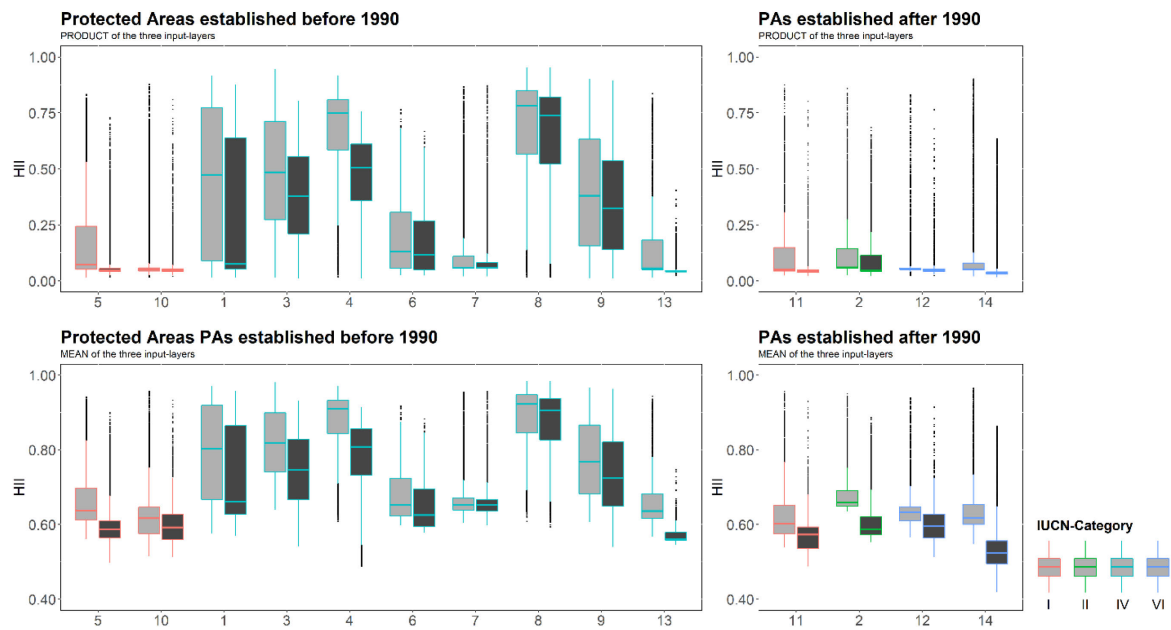 Protected Areas established before 1990
PRODUCT of the three input-layers
HII
1.00
0.75
0.50
0.25
0.00
5 10 1 3 4 6 7 8 9 13
PAs established after 1990
PRODUCT of the three input-layers
HII
1.00
0.75
0.50
0.25
0.00
11 2 12 14
Protected Areas PAs established before 1990
MEAN of the three input-layers
HII
1.00
0.80
0.60
0.40
5 10 1 3 4 6 7 8 9 13
PAs established after 1990
MEAN of the three input-layers
HII
1.00
0.80
0.60
0.40
11 2 12 14
IUCN-Category
I II IV VI